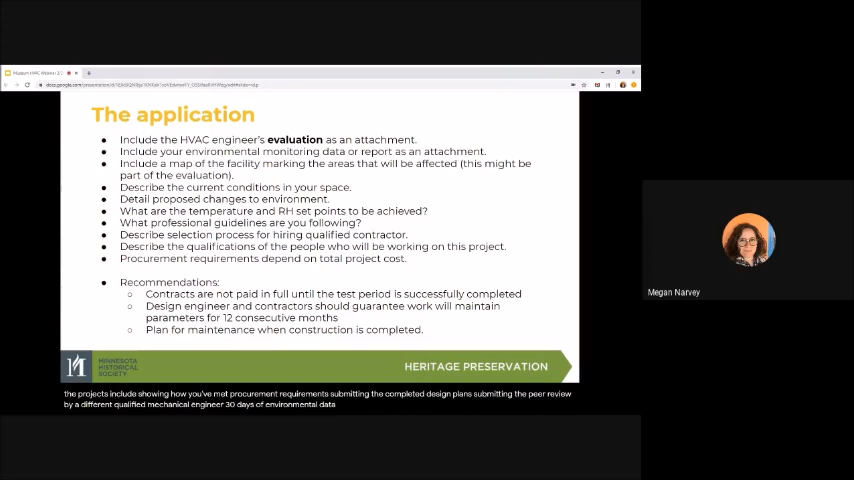 Museum HVAC Webinar
The application
● Include the HVAC engineer's evaluation as an attachment.
● Include your environmental monitoring data or report as an attachment.
● Include a map of the facility marking the areas that will be affected (this might be
part of the evaluation).
● Describe the current conditions in your space.
● Detail proposed changes to environment.
● What are the temperature and RH set points to be achieved?
● What professional guidelines are you following?
● Describe selection process for hiring qualified contractor.
● Describe the qualifications of the people who will be working on this project.
● Procurement requirements depend on total project cost.
● Recommendations:
○ Contracts are not paid in full until the test period is successfully completed
○ Design engineer and contractors should guarantee work will maintain
parameters for 12 consecutive months
○ Plan for maintenance when construction is completed.
MINNESOTA
HISTORICAL
SOCIETY
HERITAGE PRESERVATION
Megan Narvey
the projects include showing how you've met procurement requirements submitting the completed design plans submitting the peer review
by a different qualified mechanical engineer 30 days of environmental data